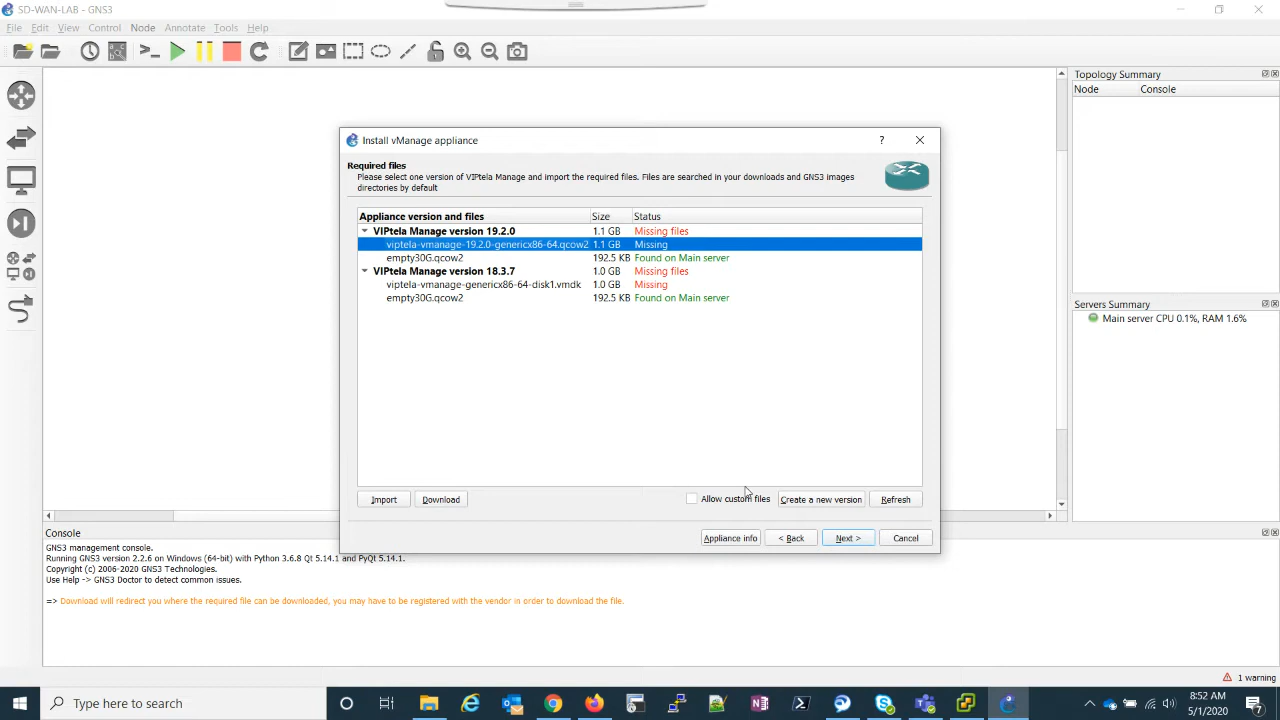 SD-WAN-LAB - GNS3
File Edit View Control Node Annotate Tools Help
Topology Summary
Node Console
Install vManage appliance
?
Required files
Please select one version of VIPtela Manage and import the required files. Files are searched in your downloads and GNS3 images
directories by default
Appliance version and files Size Status
VIPtela Manage version 19.2.0 1.1 GB Missing files
viptela-vmanage-19.2.0-genericx86-64.qcow2 1.1 GB Missing
empty30G.qcow2 192.5 KB Found on Main server
VIPtela Manage version 18.3.7 1.0 GB Missing files
viptela-vmanage-genericx86-64-disk1.vmdk 1.0 GB Missing
empty30G.qcow2 192.5 KB Found on Main server
Import Download Allow custom files Create a new version Refresh
Appliance info < Back Next > Cancel
Servers Summary
Main server CPU 0.1%, RAM 1.6%
Console
GNS3 management console.
Running GNS3 version 2.2.6 on Windows (64-bit) with Python 3.6.8 Qt 5.14.1 and PyQt 5.14.1.
Copyright (c) 2006-2020 GNS3 Technologies.
Use Help -> GNS3 Doctor to detect common issues.
=> Download will redirect you where the required file can be downloaded, you may have to be registered with the vendor in order to download the file.
1 warning
Type here to search
8:52 AM
5/1/2020
7